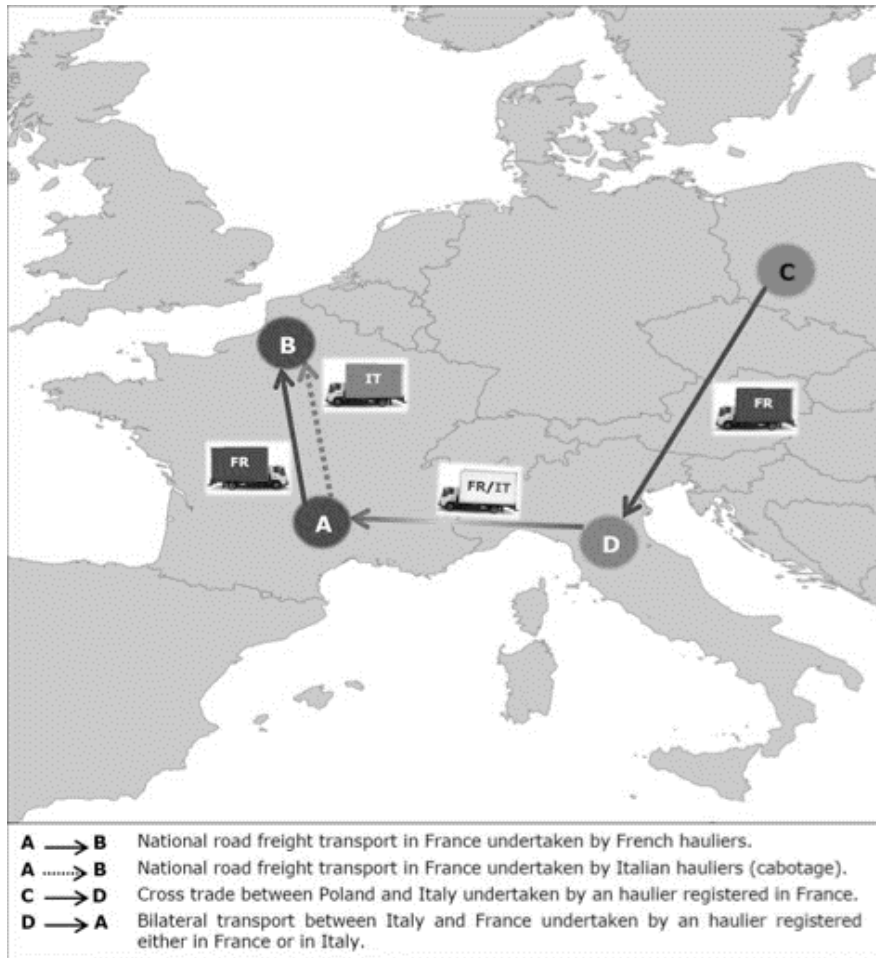 C
B
IT
FR
FR
FR/IT
A
D
A B National road freight transport in France undertaken by French hauliers.
A B National road freight transport in France undertaken by Italian hauliers (cabotage).
C D Cross trade between Poland and Italy undertaken by an haulier registered in France.
D A Bilateral transport between Italy and France undertaken by an haulier registered
either in France or in Italy.